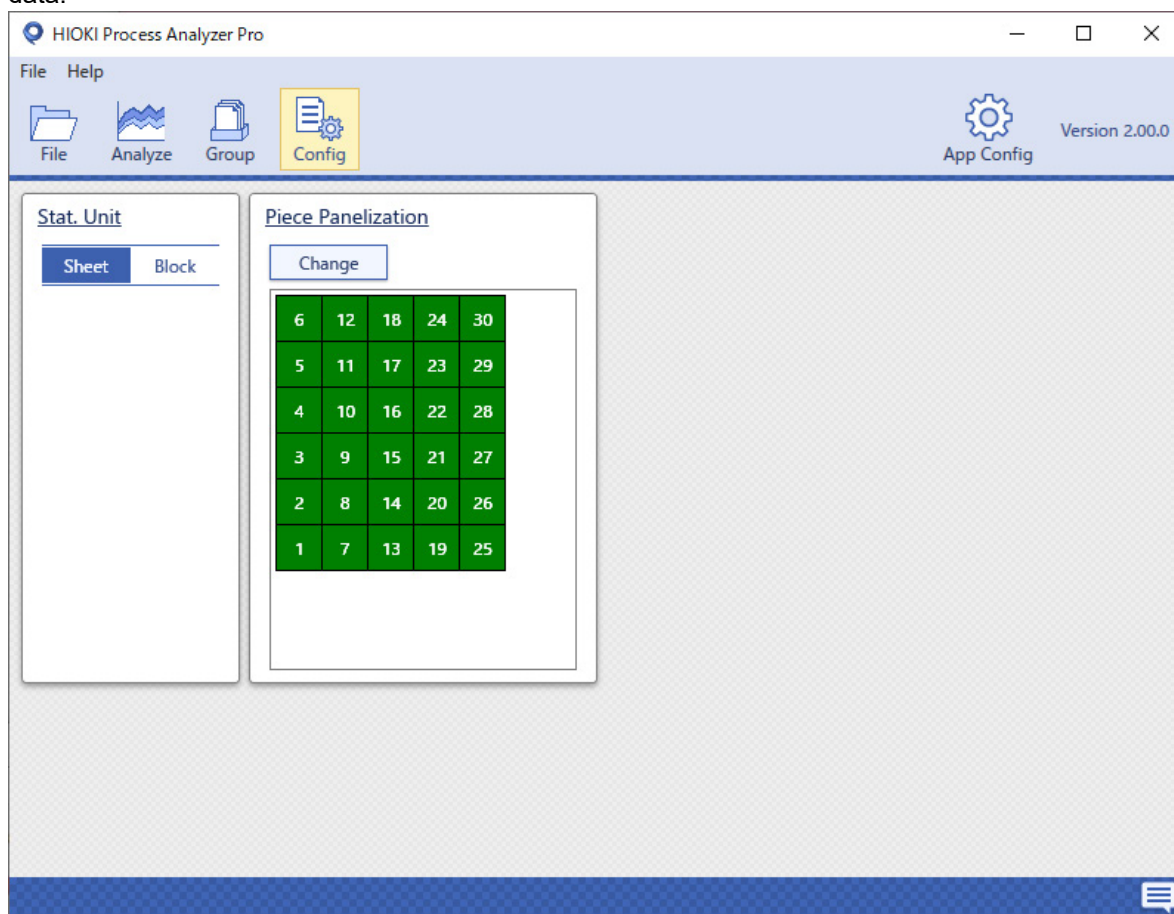 data.
HIOKI Process Analyzer Pro
File Help
File Analyze Group Config App Config Version 2.00.0
Stat. Unit
Sheet Block
Piece Panelization
Change
6 12 18 24 30
5 11 17 23 29
4 10 16 22 28
3 9 15 21 27
2 8 14 20 26
1 7 13 19 25